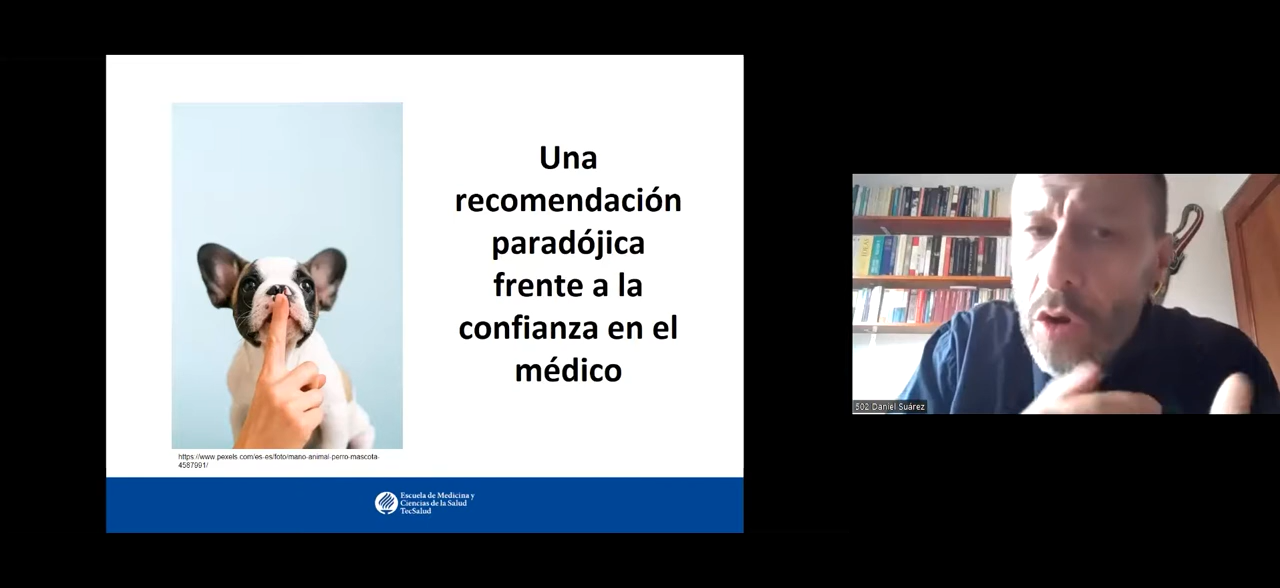 Una
recomendación
paradójica
frente a la
confianza en el
médico
https://www.pexels.com/es-es/foto/mano-animal-perro-mascota-
4587991/
Escuela de Medicina y
Ciencias de la Salud
TecSalud
502 Daniel Suárez